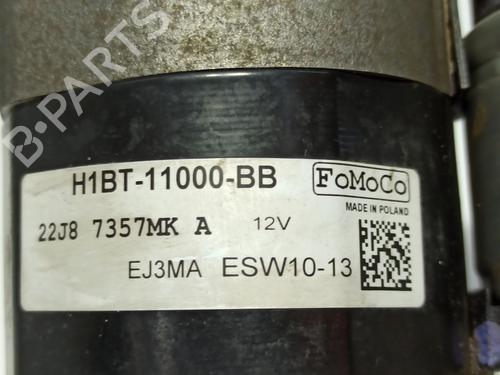 B-PARTS
H1BT-11000-BB
FoMoCo
MADE IN POLAND
22J8 7357MK A
12V
EJ3MA ESW10-13